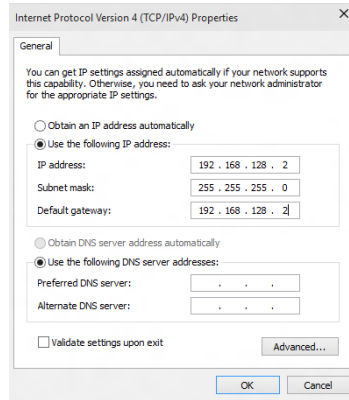 Internet Protocol Version 4 (TCP/IPv4) Properties
General
You can get IP settings assigned automatically if your network supports
this capability. Otherwise, you need to ask your network administrator
for the appropriate IP settings.
Obtain an IP address automatically
Use the following IP address:
IP address: 192 . 168 . 128 . 2
Subnet mask: 255 . 255 . 255 . 0
Default gateway: 192 . 168 . 128 . 2
Obtain DNS server address automatically
Use the following DNS server addresses:
Preferred DNS server: . . .
Alternate DNS server: . . .
Validate settings upon exit
Advanced...
OK Cancel